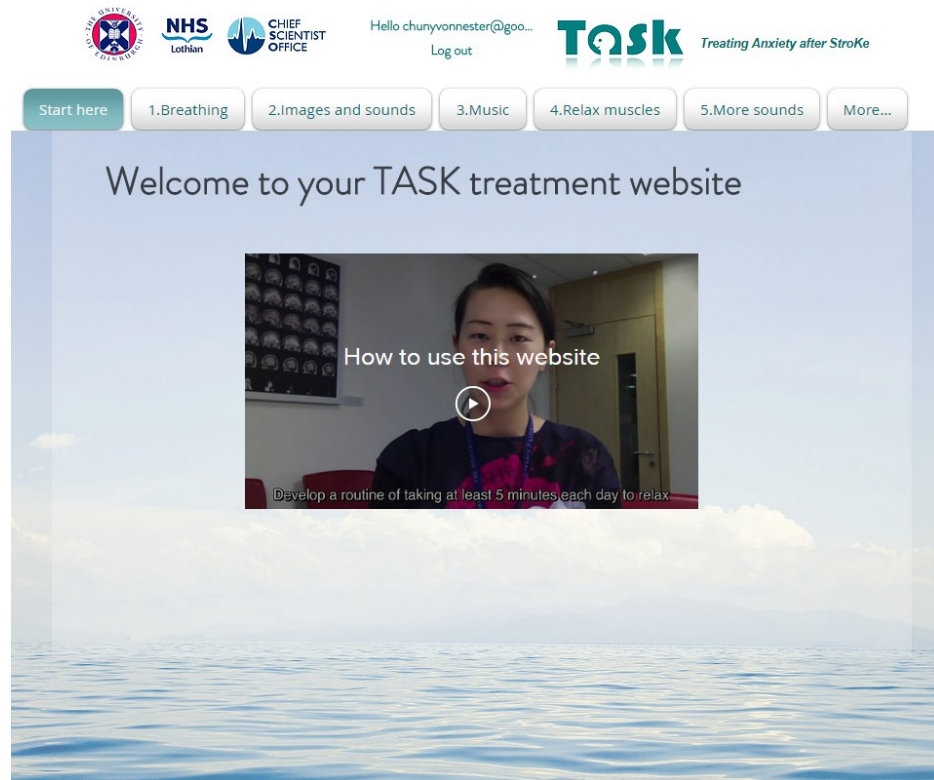 THE UNIVERSITY OF EDINBURGH
NHS
Lothian
CHIEF
SCIENTIST
OFFICE
Hello chunyvonnester@goo...
Log out
Task
Treating Anxiety after StroKe
Start here
1.Breathing
2.Images and sounds
3.Music
4.Relax muscles
5.More sounds
More...
Welcome to your TASK treatment website
How to use this website
Develop a routine of taking at least 5 minutes each day to relax